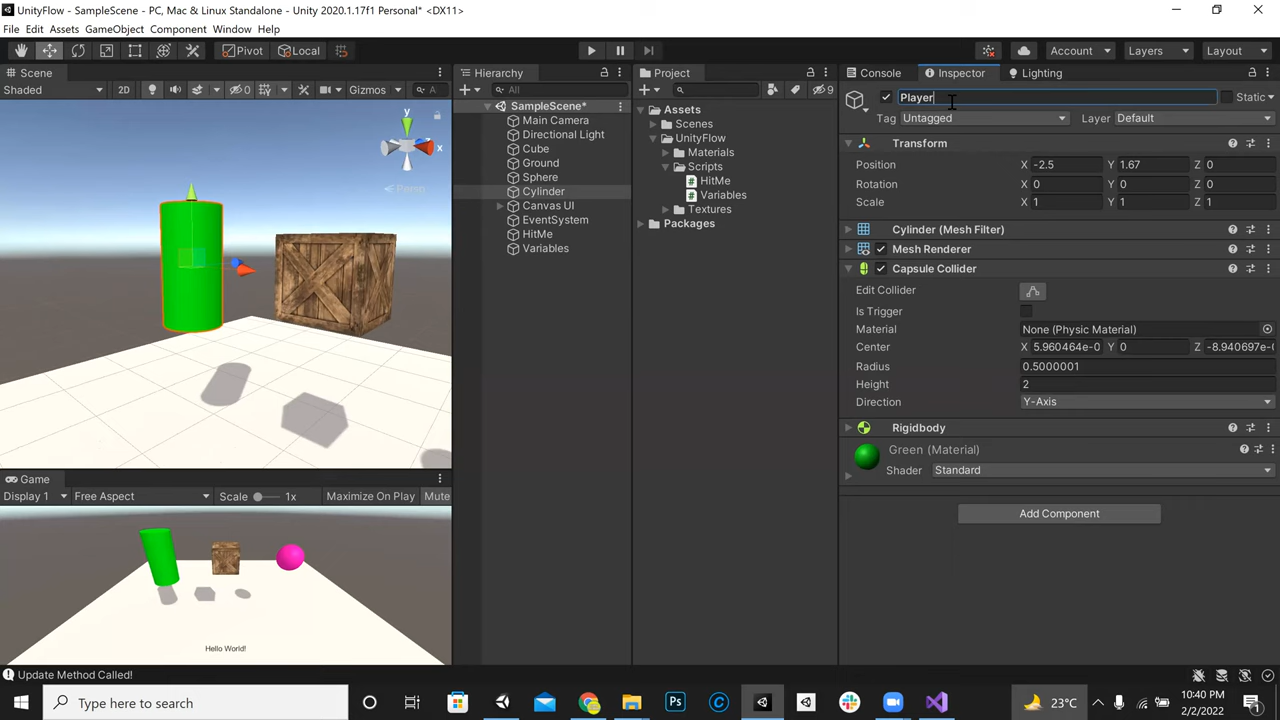 UnityFlow - SampleScene - PC, Mac & Linux Standalone - Unity 2020.1.17f1 Personal* <DX11>
File Edit Assets GameObject Component Window Help
Pivot Local Account Layers Layout
Scene
Shaded 2D 0 Gizmos A
y
x
Persp
Hierarchy
All
SampleScene*
Main Camera
Directional Light
Cube
Ground
Sphere
Cylinder
Canvas UI
EventSystem
HitMe
Variables
Project
9
Assets
Scenes
UnityFlow
Materials
Scripts
HitMe
Variables
Textures
Packages
Console Inspector Lighting
Player Static
Tag Untagged Layer Default
Transform
Position X -2.5 Y 1.67 Z 0
Rotation X 0 Y 0 Z 0
Scale X 1 Y 1 Z 1
Cylinder (Mesh Filter)
Mesh Renderer
Capsule Collider
Edit Collider
Is Trigger
Material None (Physic Material)
Center X 5.960464e-0 Y 0 Z -8.940697e-
Radius 0.5000001
Height 2
Direction Y-Axis
Rigidbody
Green (Material)
Shader Standard
Add Component
Game
Display 1 Free Aspect Scale 1x Maximize On Play Mute
Hello World!
Update Method Called!
Type here to search
Ps
23°C
10:40 PM
2/2/2022